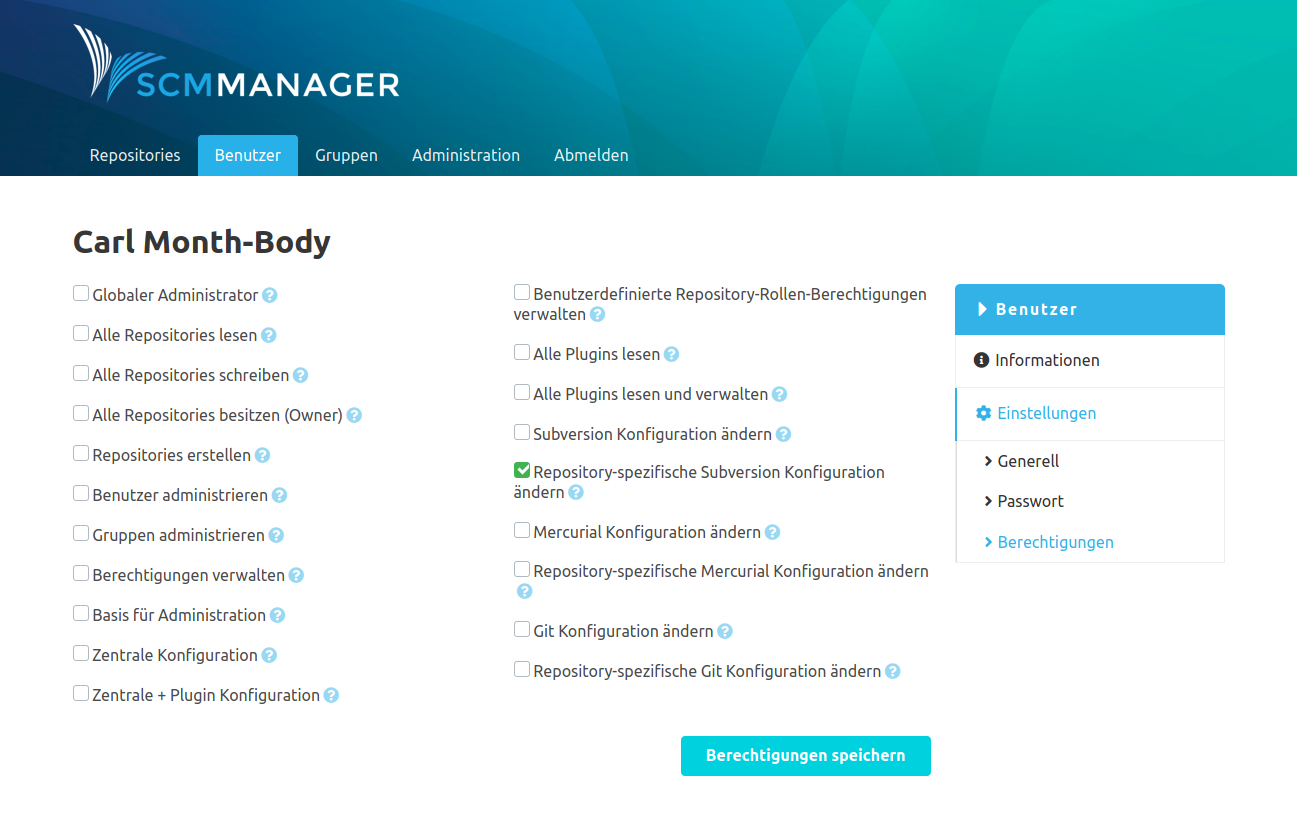 SCMMANAGER
Repositories Benutzer Gruppen Administration Abmelden
Carl Month-Body
Globaler Administrator ?
Alle Repositories lesen ?
Alle Repositories schreiben ?
Alle Repositories besitzen (Owner) ?
Repositories erstellen ?
Benutzer administrieren ?
Gruppen administrieren ?
Berechtigungen verwalten ?
Basis für Administration ?
Zentrale Konfiguration ?
Zentrale + Plugin Konfiguration ?
Benutzerdefinierte Repository-Rollen-Berechtigungen
verwalten ?
Alle Plugins lesen ?
Alle Plugins lesen und verwalten ?
Subversion Konfiguration ändern ?
Repository-spezifische Subversion Konfiguration
ändern ?
Mercurial Konfiguration ändern ?
Repository-spezifische Mercurial Konfiguration ändern
?
Git Konfiguration ändern ?
Repository-spezifische Git Konfiguration ändern ?
Berechtigungen speichern
Benutzer
Informationen
Einstellungen
Generell
Passwort
Berechtigungen